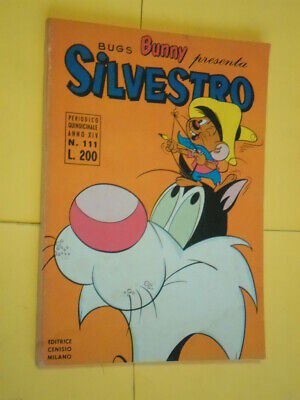 BUGS Bunny presenta
SiLVESTRO
PERIODICO
QUINDICINALE
ANNO XIV
N. 111
L. 200
EDITRICE
CENISIO
MILANO